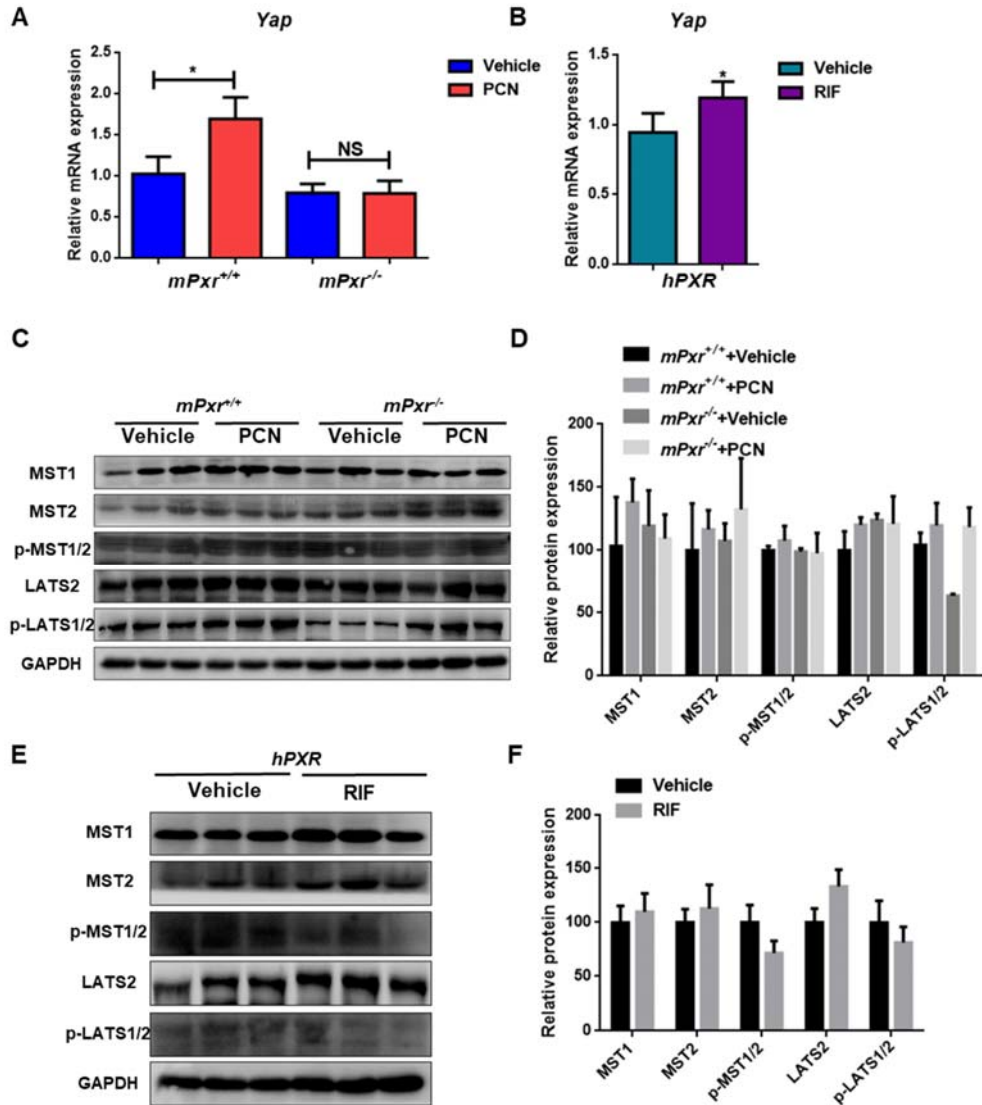 A
Yap
Relative mRNA expression
2.5
2.0
1.5
1.0
0.5
0.0
*
NS
Vehicle
PCN
mPxr+/+
mPxr-/-
B
Yap
Relative mRNA expression
1.5
1.0
0.5
0.0
*
Vehicle
RIF
hPXR
C
mPxr+/+ mPxr-/-
Vehicle PCN Vehicle PCN
MST1
MST2
p-MST1/2
LATS2
p-LATS1/2
GAPDH
D
mPxr+/++Vehicle
mPxr+/++PCN
mPxr-/-+Vehicle
mPxr-/-+PCN
Relative protein expression
200
150
100
50
0
MST1
MST2
p-MST1/2
LATS2
p-LATS1/2
E
hPXR
Vehicle RIF
MST1
MST2
p-MST1/2
LATS2
p-LATS1/2
GAPDH
F
Vehicle
RIF
Relative protein expression
200
150
100
50
0
MST1
MST2
p-MST1/2
LATS2
p-LATS1/2